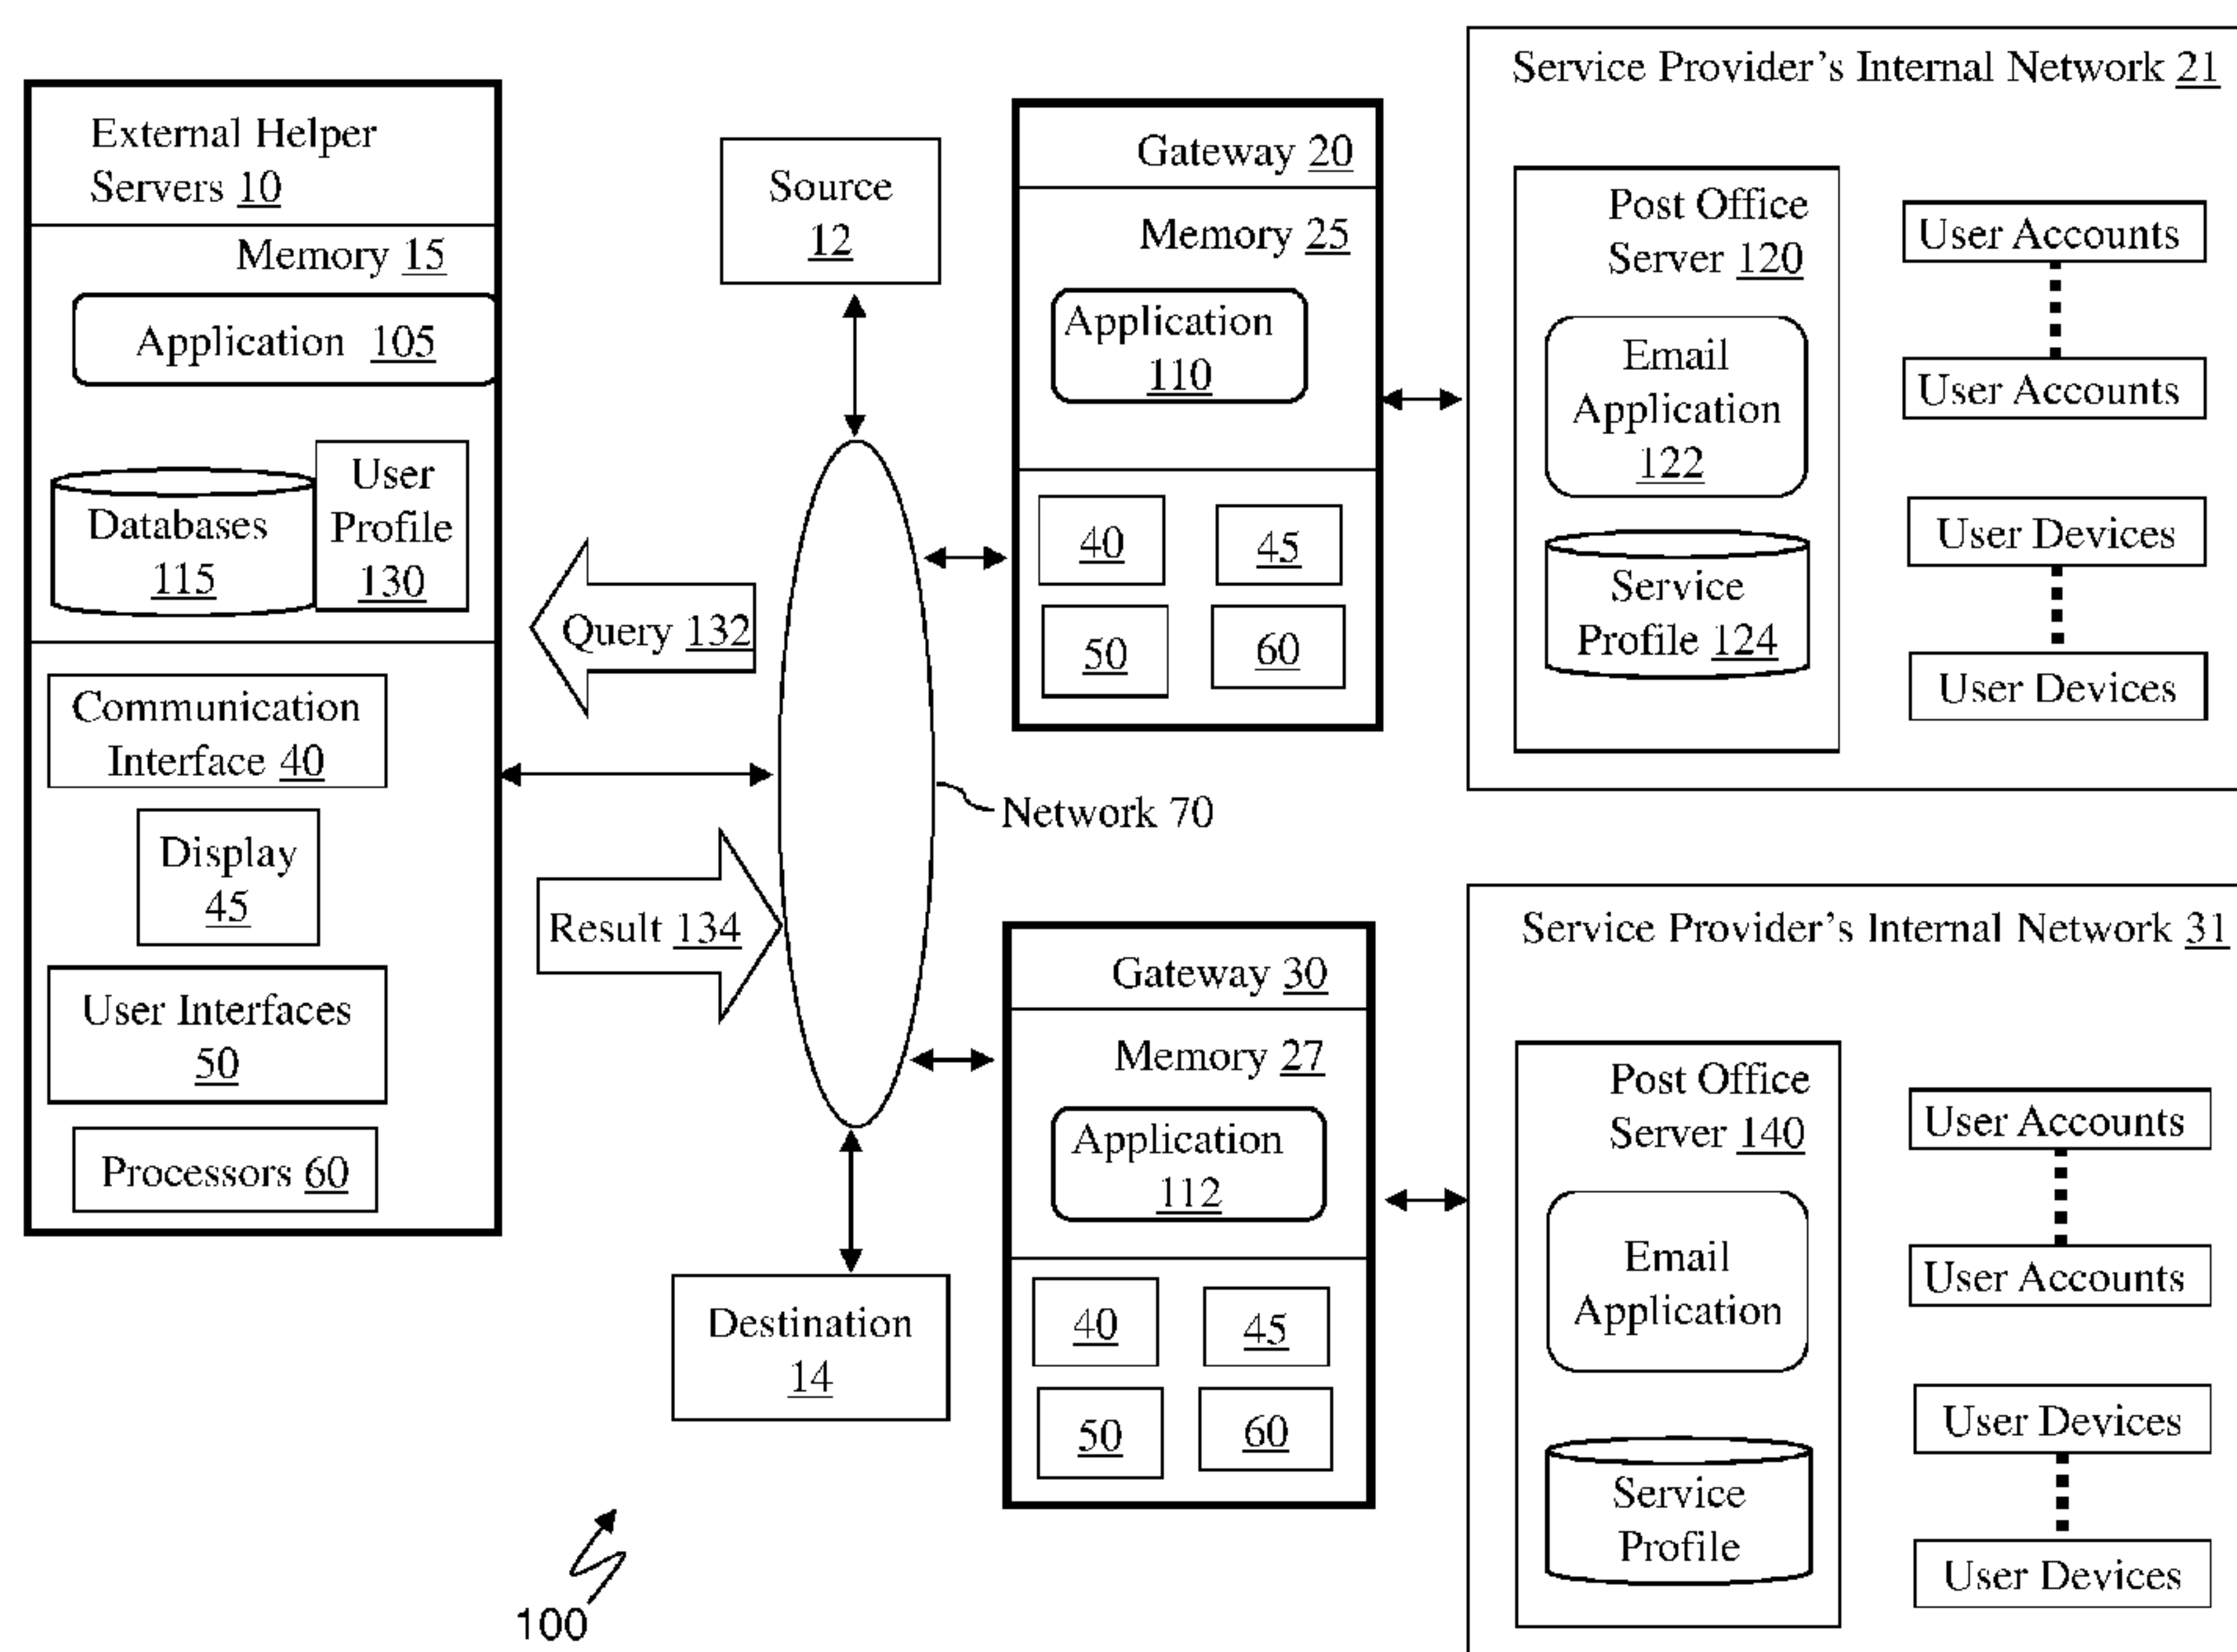 External Helper
Servers 10
Memory 15
Application 105
Databases
115
User
Profile
130
Communication
Interface 40
Display
45
User Interfaces
50
Processors 60
Source
12
Query 132
Result 134
Network 70
Destination
14
100
Gateway 20
Memory 25
Application
110
40
45
50
60
Gateway 30
Memory 27
Application
112
40
45
50
60
Service Provider's Internal Network 21
Post Office
Server 120
Email
Application
122
Service
Profile 124
User Accounts
User Accounts
User Devices
User Devices
Service Provider's Internal Network 31
Post Office
Server 140
Email
Application
Service
Profile
User Accounts
User Accounts
User Devices
User Devices